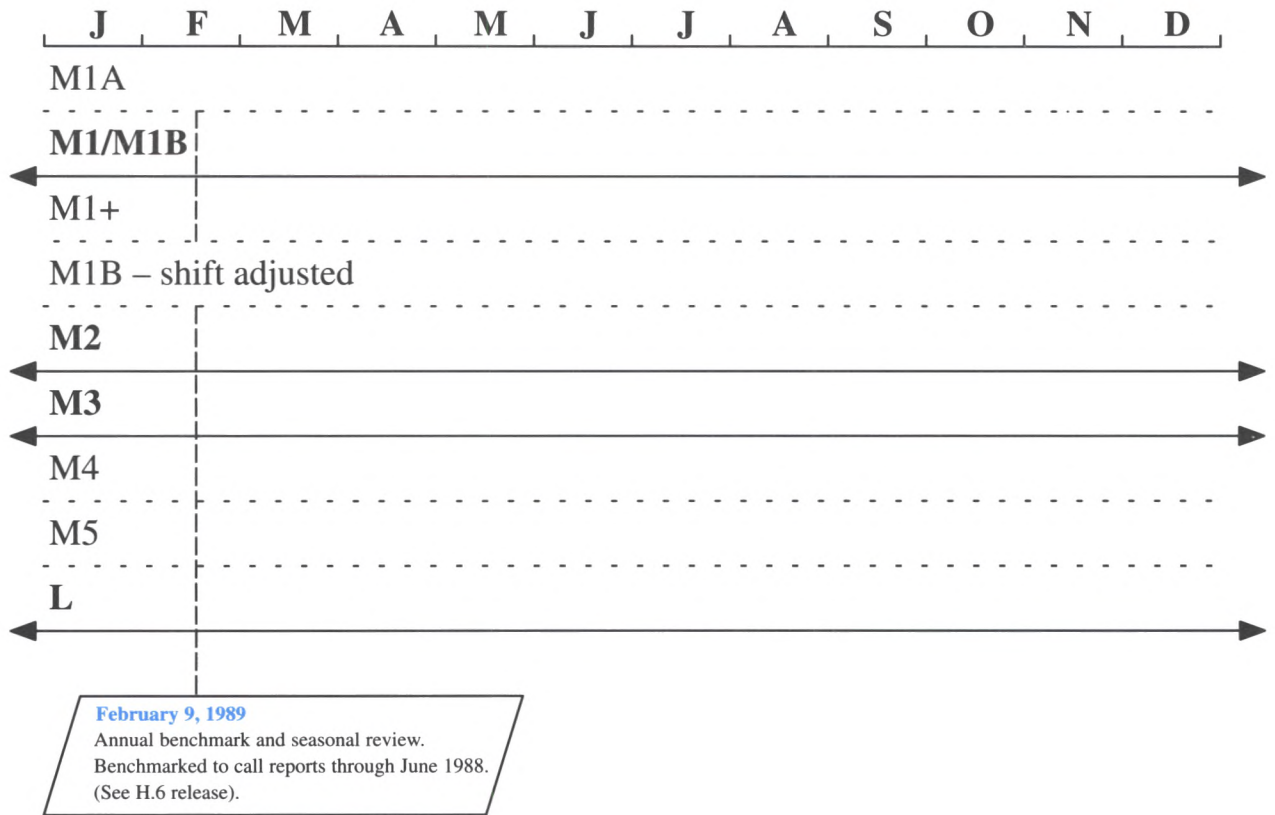 J F M A M J J A S O N D
M1A
M1/M1B
M1+
M1B – shift adjusted
M2
M3
M4
M5
L
February 9, 1989
Annual benchmark and seasonal review.
Benchmarked to call reports through June 1988.
(See H.6 release).